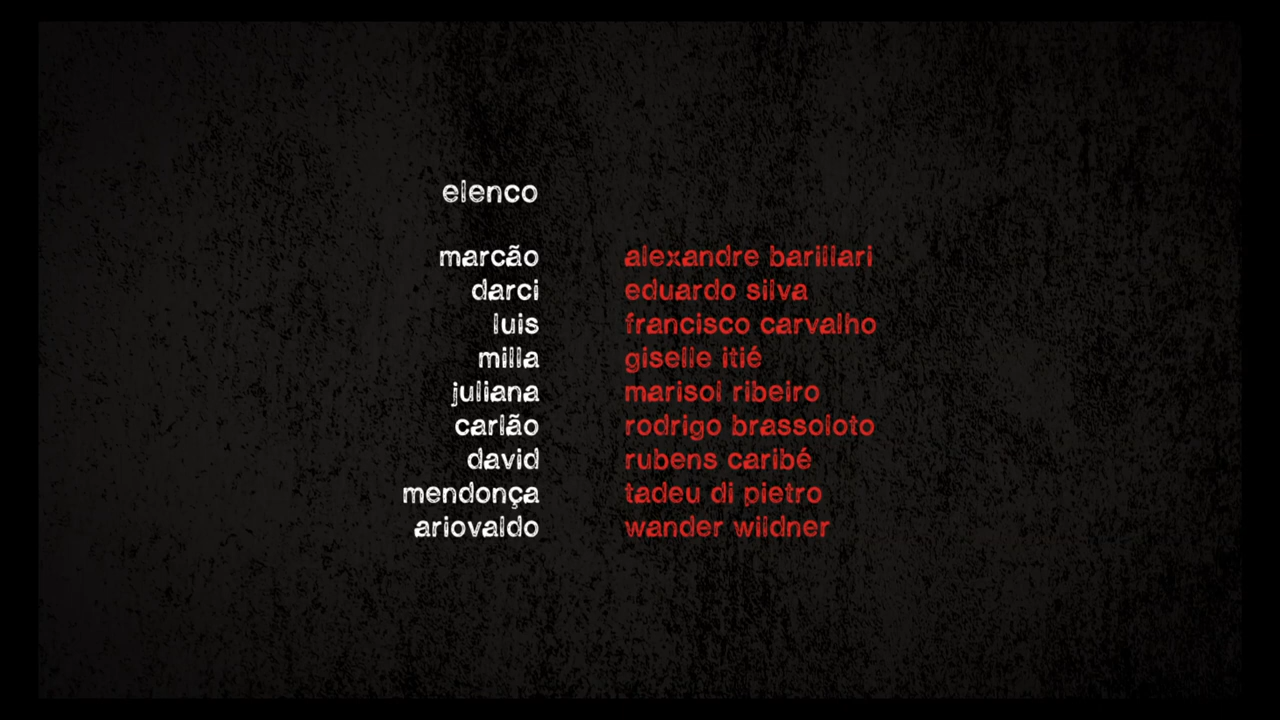 elenco
marcão alexandre barillari
darci eduardo silva
luis francisco carvalho
milla giselle itié
juliana marisol ribeiro
carlão rodrigo brassoloto
david rubens caribé
mendonça tadeu di pietro
ariovaldo wander wildner